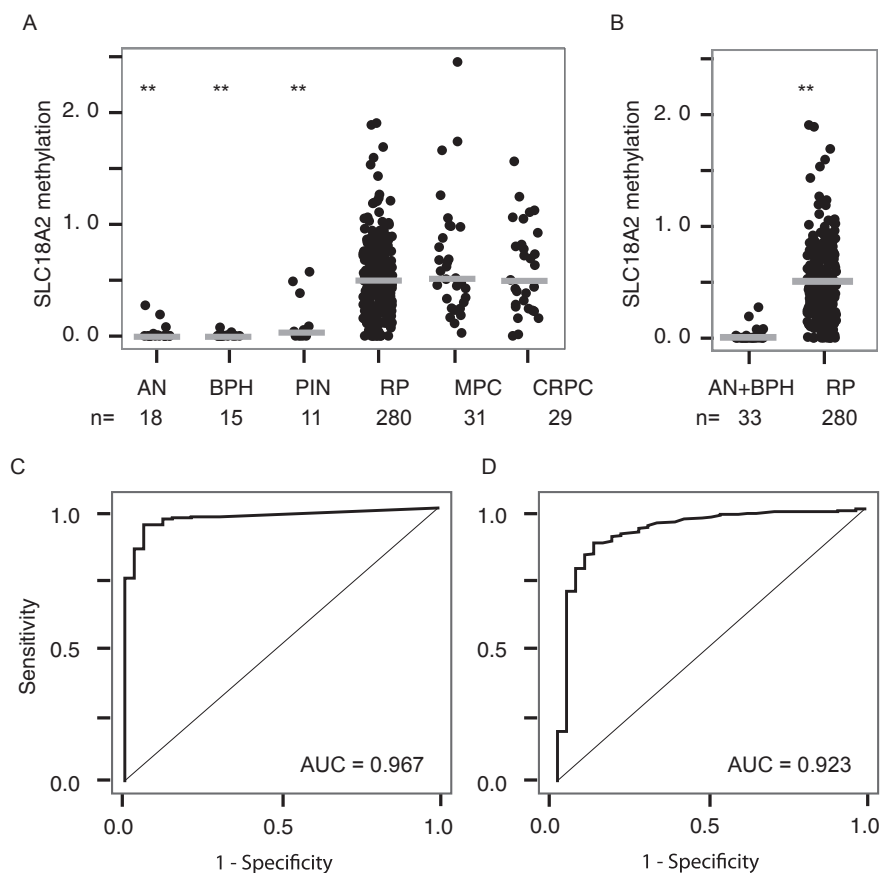 A
B
** ** **
**
SLC18A2 methylation
2. 0
1. 0
0. 0
SLC18A2 methylation
2. 0
1. 0
0. 0
AN BPH PIN RP MPC CRPC
n= 18 15 11 280 31 29
AN+BPH RP
n= 33 280
C
D
Sensitivity
1.0
0.5
0.0
AUC = 0.967
0.0 0.5 1.0
1 - Specificity
1.0
0.5
0.0
AUC = 0.923
0.0 0.5 1.0
1 - Specificity